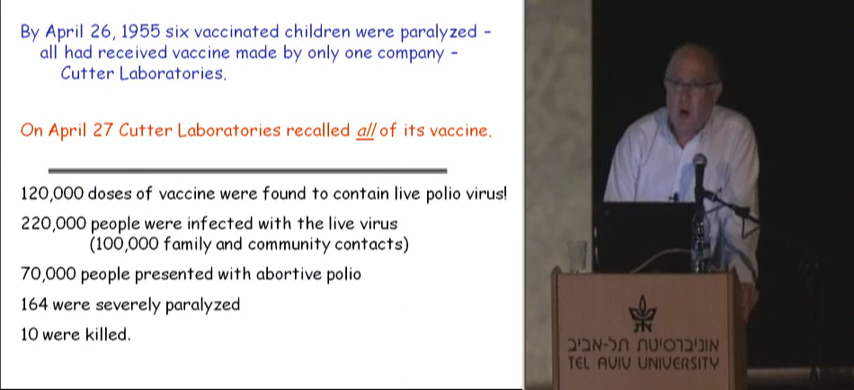 By April 26, 1955 six vaccinated children were paralyzed -
all had received vaccine made by only one company -
Cutter Laboratories.
On April 27 Cutter Laboratories recalled all of its vaccine.
120,000 doses of vaccine were found to contain live polio virus!
220,000 people were infected with the live virus
(100,000 family and community contacts)
70,000 people presented with abortive polio
164 were severely paralyzed
10 were killed.
אוניברסיטת תל-אביב
TEL AVIV UNIVERSITY